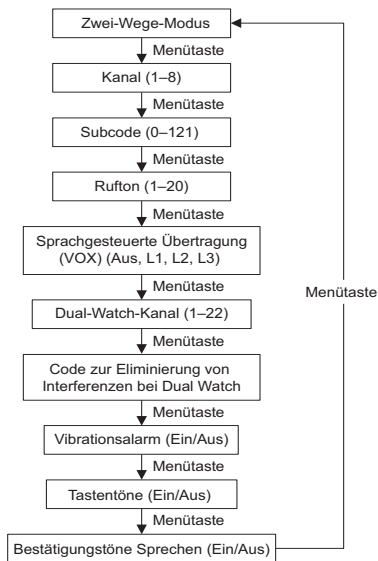 Zwei-Wege-Modus
Menütaste
Kanal (1–8)
Menütaste
Subcode (0–121)
Menütaste
Rufton (1–20)
Menütaste
Sprachgesteuerte Übertragung
(VOX) (Aus, L1, L2, L3)
Menütaste
Menütaste
Dual-Watch-Kanal (1–22)
Menütaste
Code zur Eliminierung von
Interferenzen bei Dual Watch
Menütaste
Vibrationsalarm (Ein/Aus)
Menütaste
Tastentöne (Ein/Aus)
Menütaste
Bestätigungstöne Sprechen (Ein/Aus)